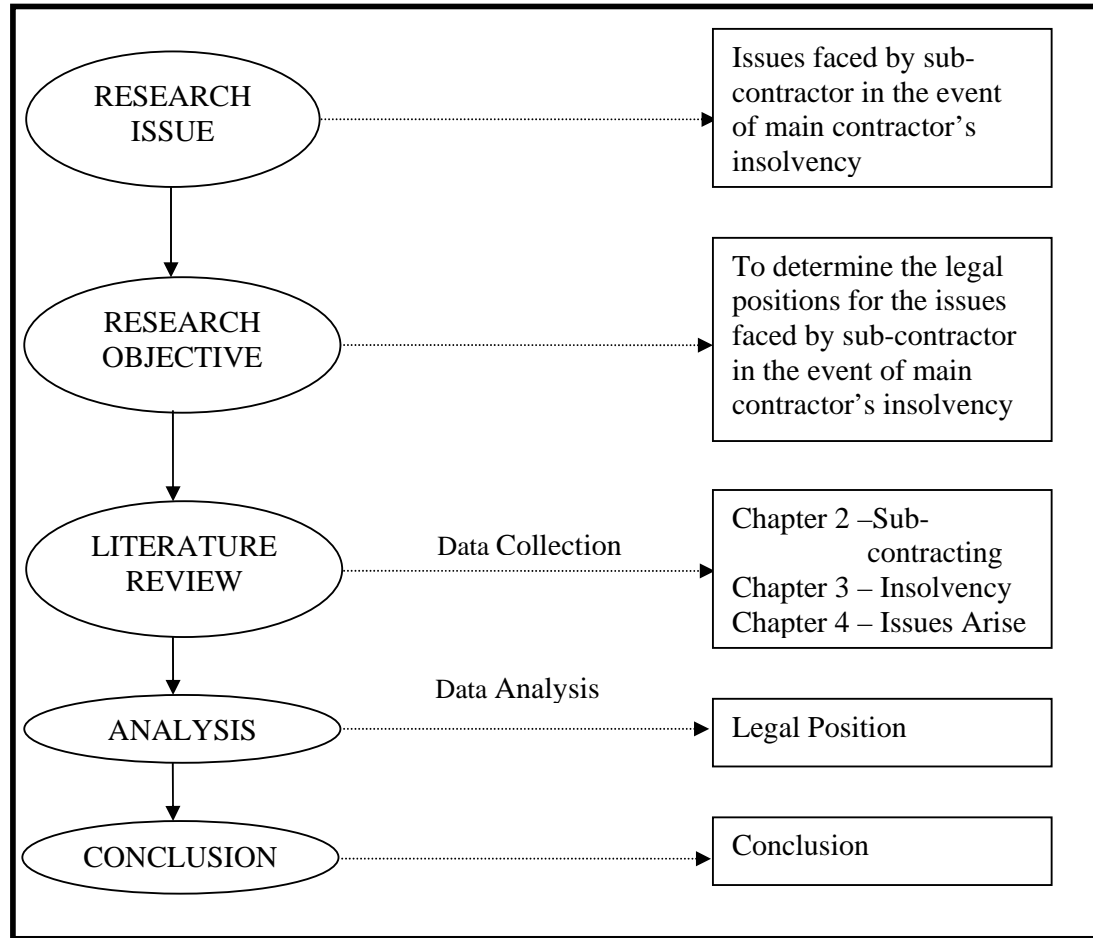 RESEARCH
ISSUE
Issues faced by sub-
contractor in the event
of main contractor’s
insolvency
RESEARCH
OBJECTIVE
To determine the legal
positions for the issues
faced by sub-contractor
in the event of main
contractor’s insolvency
LITERATURE
REVIEW
Data Collection
Chapter 2 –Sub-
contracting
Chapter 3 – Insolvency
Chapter 4 – Issues Arise
ANALYSIS
Data Analysis
Legal Position
CONCLUSION
Conclusion